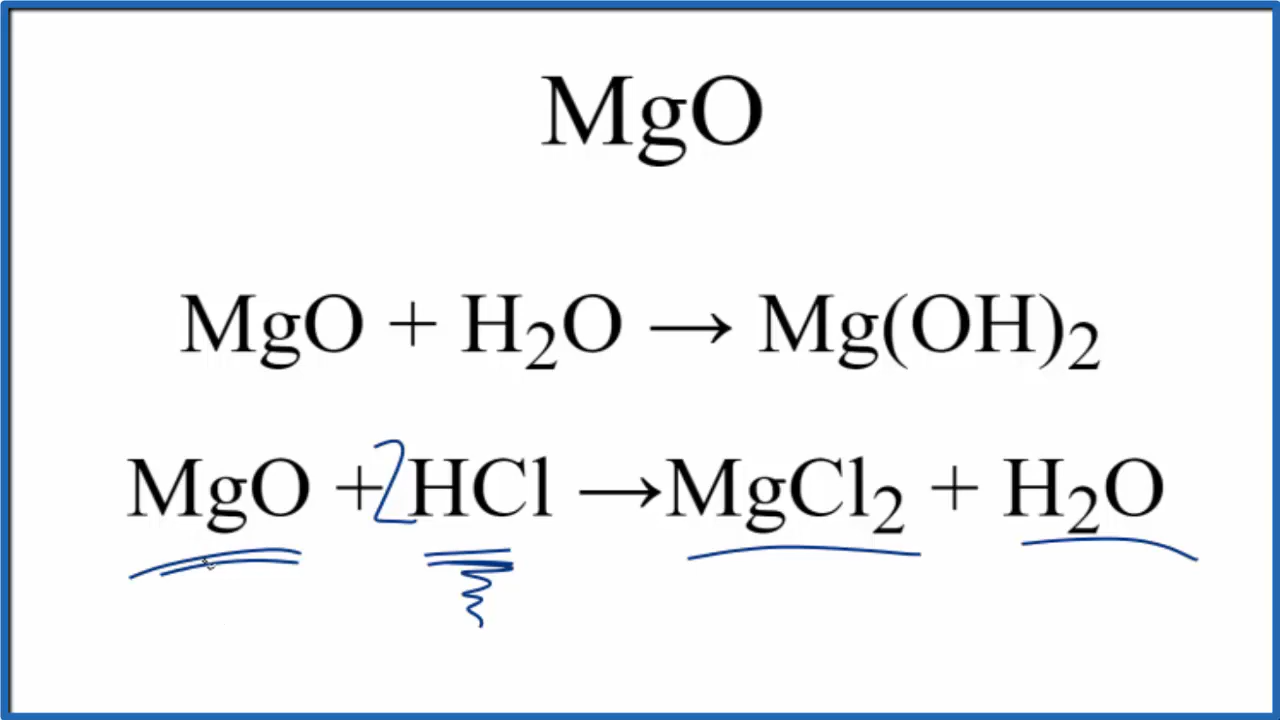 MgO
MgO + H₂O → Mg(OH)₂
MgO + 2HCl → MgCl₂ + H₂O